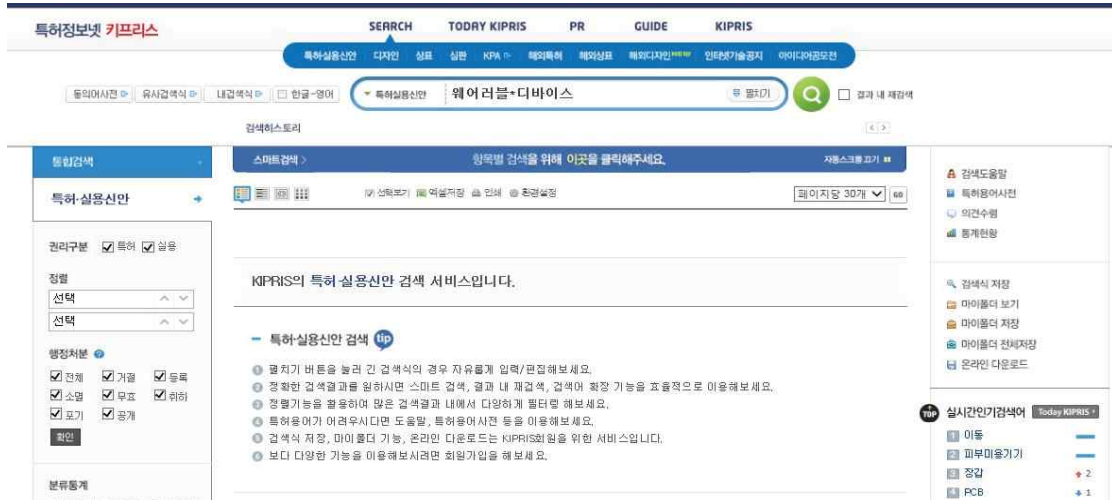 특허정보넷 키프리스
SEARCH TODAY KIPRIS PR GUIDE KIPRIS
특허·실용신안 디자인 상표 심판 KPA 해외특허 해외상표 해외디자인 인터넷기술공지 아이디어공모전
동의어사전 유사검색식 내검색식 한글-영어
특허실용신안 웨어러블*디바이스 펼치기 결과 내 재검색
검색히스토리
통합검색
특허·실용신안
권리구분 특허 실용
정렬
선택
선택
행정처분
전체 거절 등록
소멸 무효 취하
포기 공개
확인
분류통계
스마트검색 항목별 검색을 위해 이곳을 클릭해주세요. 자동스크롤 끄기
선택보기 엑셀저장 인쇄 환경설정 페이지당 30개 GO
KIPRIS의 특허·실용신안 검색 서비스입니다.
특허·실용신안 검색 tip
1 펼치기 버튼을 눌러 긴 검색식의 경우 자유롭게 입력/편집해보세요.
2 정확한 검색결과를 원하시면 스마트 검색, 결과 내 재검색, 검색어 확장 기능을 효율적으로 이용해보세요.
3 정렬기능을 활용하여 많은 검색결과 내에서 다양하게 필터링 해보세요.
4 특허용어가 어려우시다면 도움말, 특허용어사전 등을 이용해보세요.
5 검색식 저장, 마이폴더 기능, 온라인 다운로드는 KIPRIS회원을 위한 서비스입니다.
6 보다 다양한 기능을 이용해보시려면 회원가입을 해보세요.
검색도움말
특허용어사전
의견수렴
통계현황
검색식 저장
마이폴더 보기
마이폴더 저장
마이폴더 전체저장
온라인 다운로드
TOP 실시간인기검색어 Today KIPRIS
1 이동
2 피부미용기기
3 장갑 2
4 PCB 1